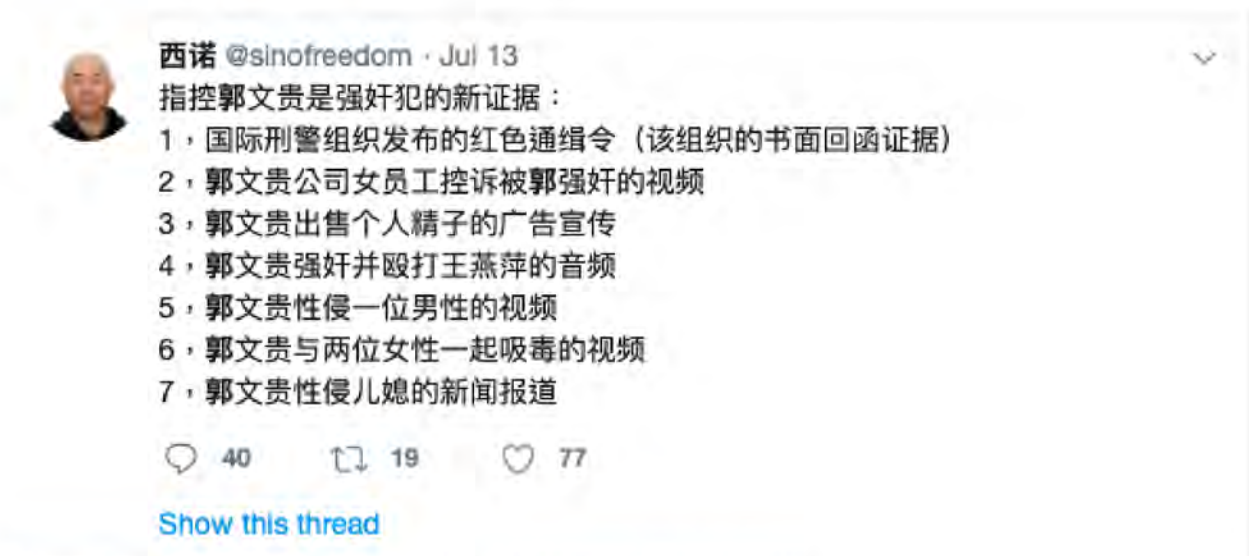 西诺 @sinofreedom · Jul 13
指控郭文贵是强奸犯的新证据：
1，国际刑警组织发布的红色通缉令（该组织的书面回函证据）
2，郭文贵公司女员工控诉被郭强奸的视频
3，郭文贵出售个人精子的广告宣传
4，郭文贵强奸并殴打王燕萍的音频
5，郭文贵性侵一位男性的视频
6，郭文贵与两位女性一起吸毒的视频
7，郭文贵性侵儿媳的新闻报道
40 19 77
Show this thread